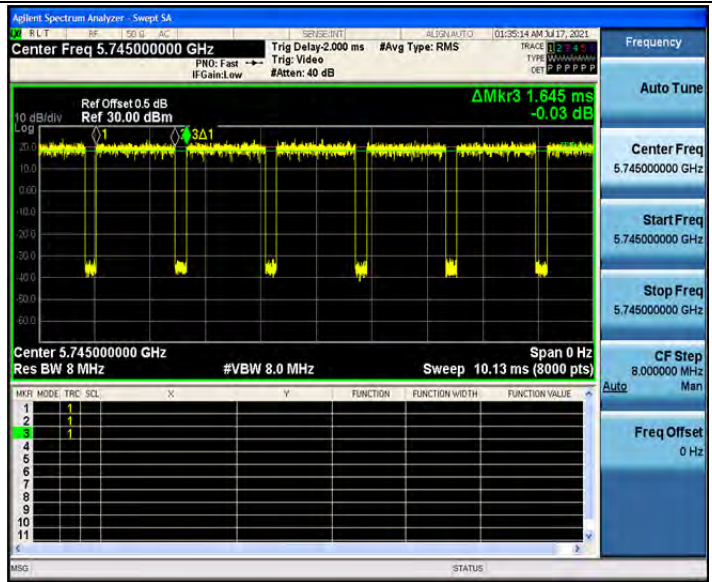 Agilent Spectrum Analyzer - Swept SA
RLT RF 50 Ω AC SENSE:INT ALIGNAUTO 01:35:14 AM Jul 17, 2021
Center Freq 5.745000000 GHz
PNO: Fast
IFGain:Low
Trig Delay-2.000 ms
Trig: Video
#Atten: 40 dB
#Avg Type: RMS
TRACE 1 2 3 4 5 6
TYPE
DET P P P P P P
Frequency
Auto Tune
Ref Offset 0.5 dB
10 dB/div Ref 30.00 dBm
ΔMkr3 1.645 ms
-0.03 dB
Log
1 3Δ1
20.0
10.0
0.00
-10.0
-20.0
-30.0
-40.0
-50.0
-60.0
Center 5.745000000 GHz Span 0 Hz
Res BW 8 MHz #VBW 8.0 MHz Sweep 10.13 ms (8000 pts)
MKR MODE TRC SCL X Y FUNCTION FUNCTION WIDTH FUNCTION VALUE
1 1
2 1
3 1
4
5
6
7
8
9
10
11
Center Freq
5.745000000 GHz
Start Freq
5.745000000 GHz
Stop Freq
5.745000000 GHz
CF Step
8.000000 MHz
Auto Man
Freq Offset
0 Hz
MSG STATUS